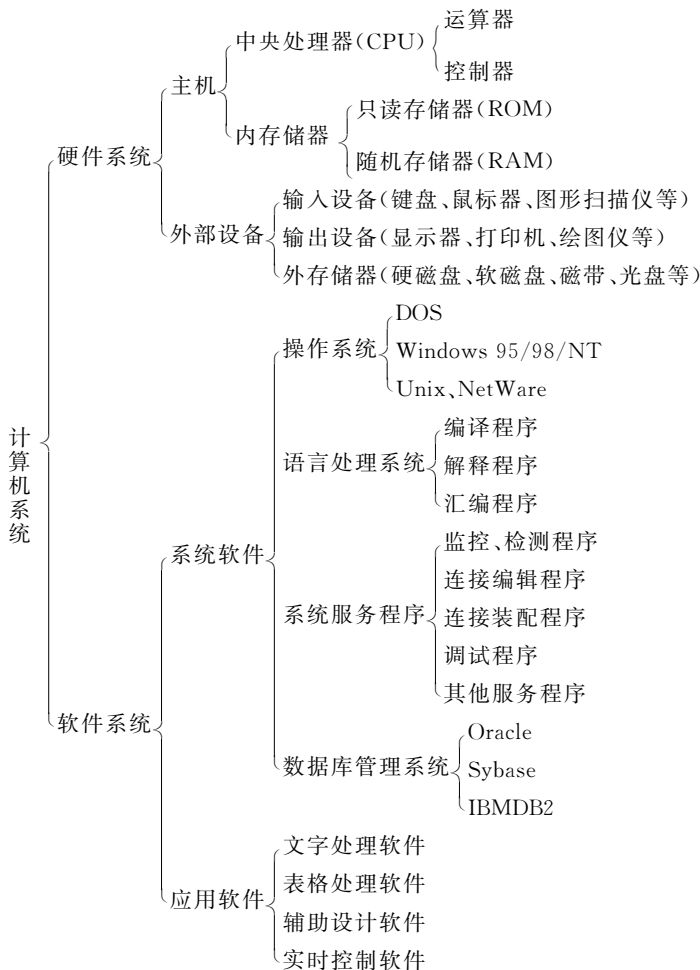 运算器
中央处理器(CPU)
控制器
主机
只读存储器(ROM)
内存储器
随机存储器(RAM)
硬件系统
输入设备(键盘、鼠标器、图形扫描仪等)
外部设备
输出设备(显示器、打印机、绘图仪等)
外存储器(硬磁盘、软磁盘、磁带、光盘等)
计算机系统
DOS
操作系统
Windows 95/98/NT
Unix、NetWare
编译程序
语言处理系统
解释程序
汇编程序
系统软件
监控、检测程序
连接编辑程序
系统服务程序
连接装配程序
调试程序
其他服务程序
软件系统
Oracle
数据库管理系统
Sybase
IBMDB2
文字处理软件
表格处理软件
应用软件
辅助设计软件
实时控制软件